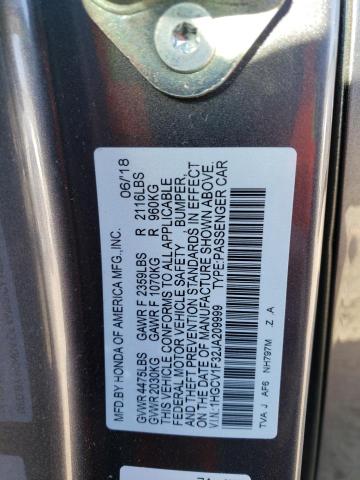 MFD. BY HONDA OF AMERICA MFG.,INC. 06/'18
GVWR 4475LBS GAWR F 2359LBS R 2116LBS
GVWR 2030KG GAWR F 1070KG R 960KG
THIS VEHICLE CONFORMS TO ALL APPLICABLE
FEDERAL MOTOR VEHICLE SAFETY BUMPER,
AND THEFT PREVENTION STANDARDS IN EFFECT
ON THE DATE OF MANUFACTURE SHOWN ABOVE.
V.I.N.:1HGCV1F32JA209999 TYPE:PASSENGER CAR
TVA J AF6 NH797M Z A